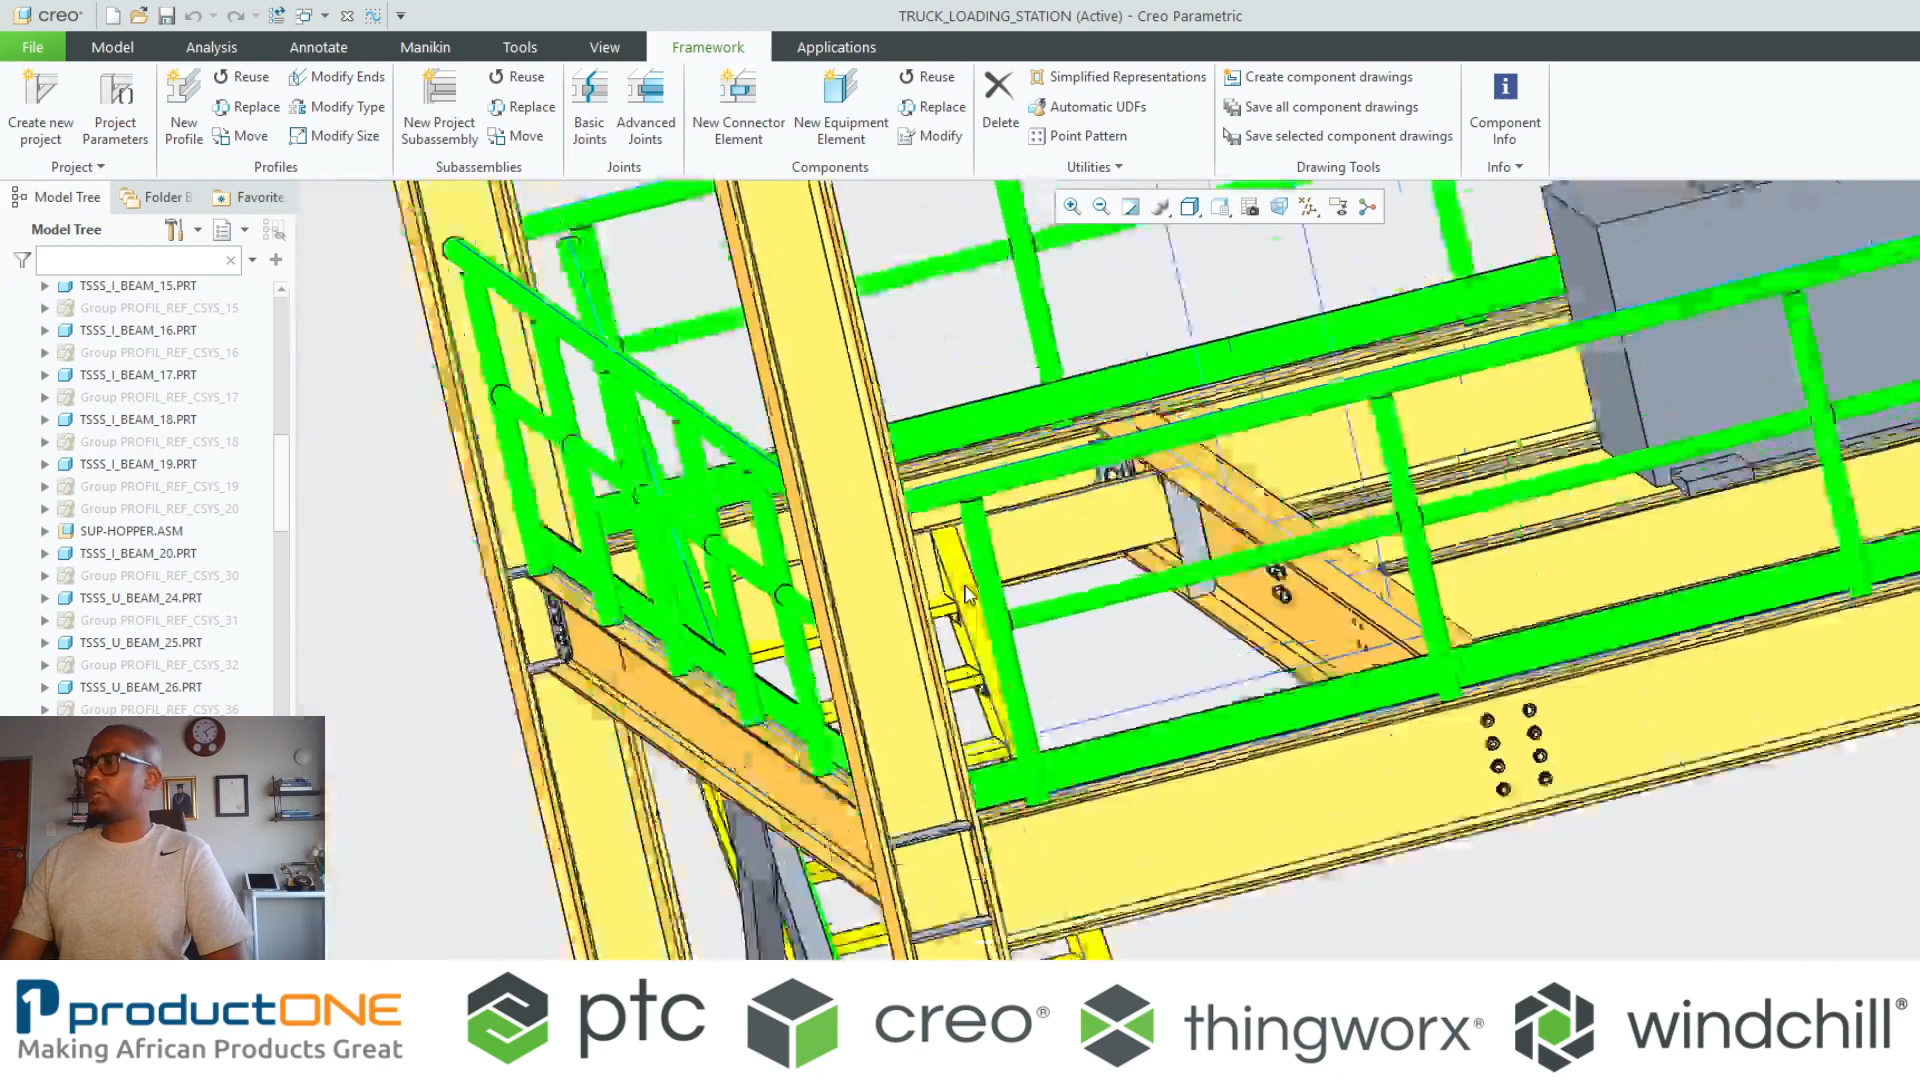 creo
TRUCK_LOADING_STATION (Active) - Creo Parametric
File Model Analysis Annotate Manikin Tools View Framework Applications
Create new project
Project Parameters
Project
New Profile
Reuse
Replace
Move
Modify Ends
Modify Type
Modify Size
Profiles
New Project Subassembly
Reuse
Replace
Move
Subassemblies
Basic Joints
Advanced Joints
Joints
New Connector Element
New Equipment Element
Reuse
Replace
Modify
Components
Delete
Simplified Representations
Automatic UDFs
Point Pattern
Utilities
Create component drawings
Save all component drawings
Save selected component drawings
Drawing Tools
Component Info
Info
Model Tree Folder B Favorite
Model Tree
TSSS_I_BEAM_15.PRT
Group PROFIL_REF_CSYS_15
TSSS_I_BEAM_16.PRT
Group PROFIL_REF_CSYS_16
TSSS_I_BEAM_17.PRT
Group PROFIL_REF_CSYS_17
TSSS_I_BEAM_18.PRT
Group PROFIL_REF_CSYS_18
TSSS_I_BEAM_19.PRT
Group PROFIL_REF_CSYS_19
Group PROFIL_REF_CSYS_20
SUP-HOPPER.ASM
TSSS_I_BEAM_20.PRT
Group PROFIL_REF_CSYS_30
TSSS_U_BEAM_24.PRT
Group PROFIL_REF_CSYS_31
TSSS_U_BEAM_25.PRT
Group PROFIL_REF_CSYS_32
TSSS_U_BEAM_26.PRT
Group PROFIL_REF_CSYS_36
productONE
Making African Products Great
ptc
creo®
thingworx®
windchill®